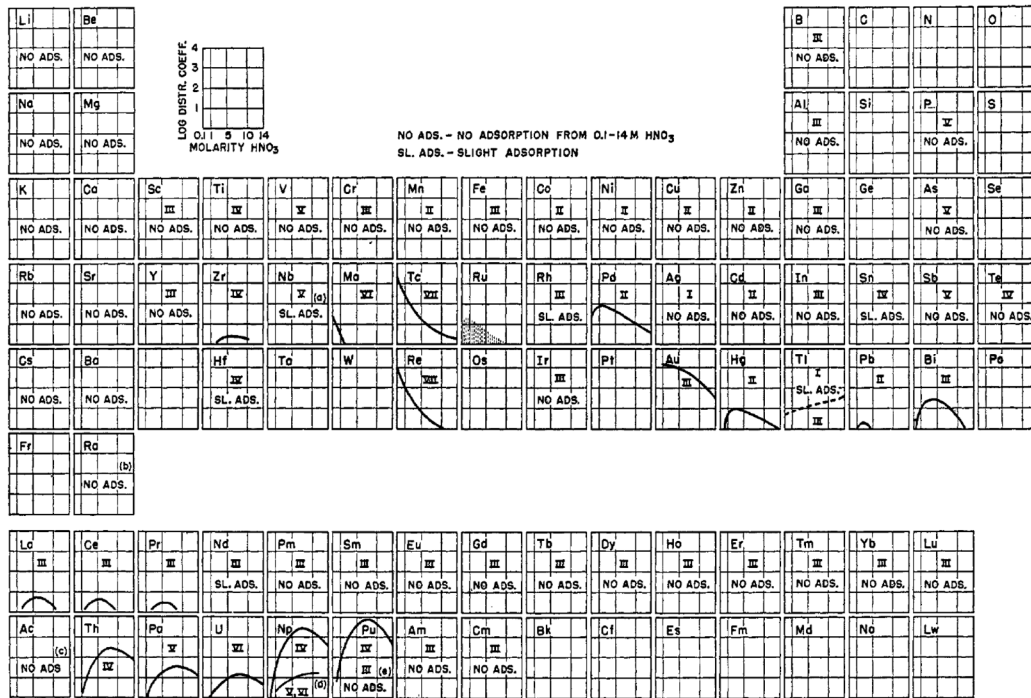 Li Be B C N O
III
NO ADS. NO ADS. NO ADS.
LOG DISTR. COEFF.
4
3
2
1
0.1 1 5 10 14
MOLARITY HNO3
NO ADS. – NO ADSORPTION FROM 0.1–14 M HNO3
SL. ADS. – SLIGHT ADSORPTION
Na Mg Al Si P S
III V
NO ADS. NO ADS. NO ADS. NO ADS.
K Ca Sc Ti V Cr Mn Fe Co Ni Cu Zn Ga Ge As Se
III IV V III II III II II II II III V
NO ADS. NO ADS. NO ADS. NO ADS. NO ADS. NO ADS. NO ADS. NO ADS. NO ADS. NO ADS. NO ADS. NO ADS. NO ADS. NO ADS.
Rb Sr Y Zr Nb Mo Tc Ru Rh Pd Ag Cd In Sn Sb Te
III IV V (a) VI VII III II I II III IV V IV
NO ADS. NO ADS. NO ADS. SL. ADS. SL. ADS. NO ADS. NO ADS. NO ADS. SL. ADS. NO ADS. NO ADS.
Cs Ba Hf Ta W Re Os Ir Pt Au Hg Tl Pb Bi Po
IV VII III III II I II III
NO ADS. NO ADS. SL. ADS. NO ADS. SL. ADS.
III
Fr Ra
(b)
NO ADS.
La Ce Pr Nd Pm Sm Eu Gd Tb Dy Ho Er Tm Yb Lu
III III III III III III III III III III III III III III III
SL. ADS. NO ADS. NO ADS. NO ADS. NO ADS. NO ADS. NO ADS. NO ADS. NO ADS. NO ADS. NO ADS. NO ADS.
Ac Th Pa U Np Pu Am Cm Bk Cf Es Fm Md No Lw
(c) IV V VI IV IV III III
NO ADS III (e) NO ADS. NO ADS.
V, VI (d) NO ADS.